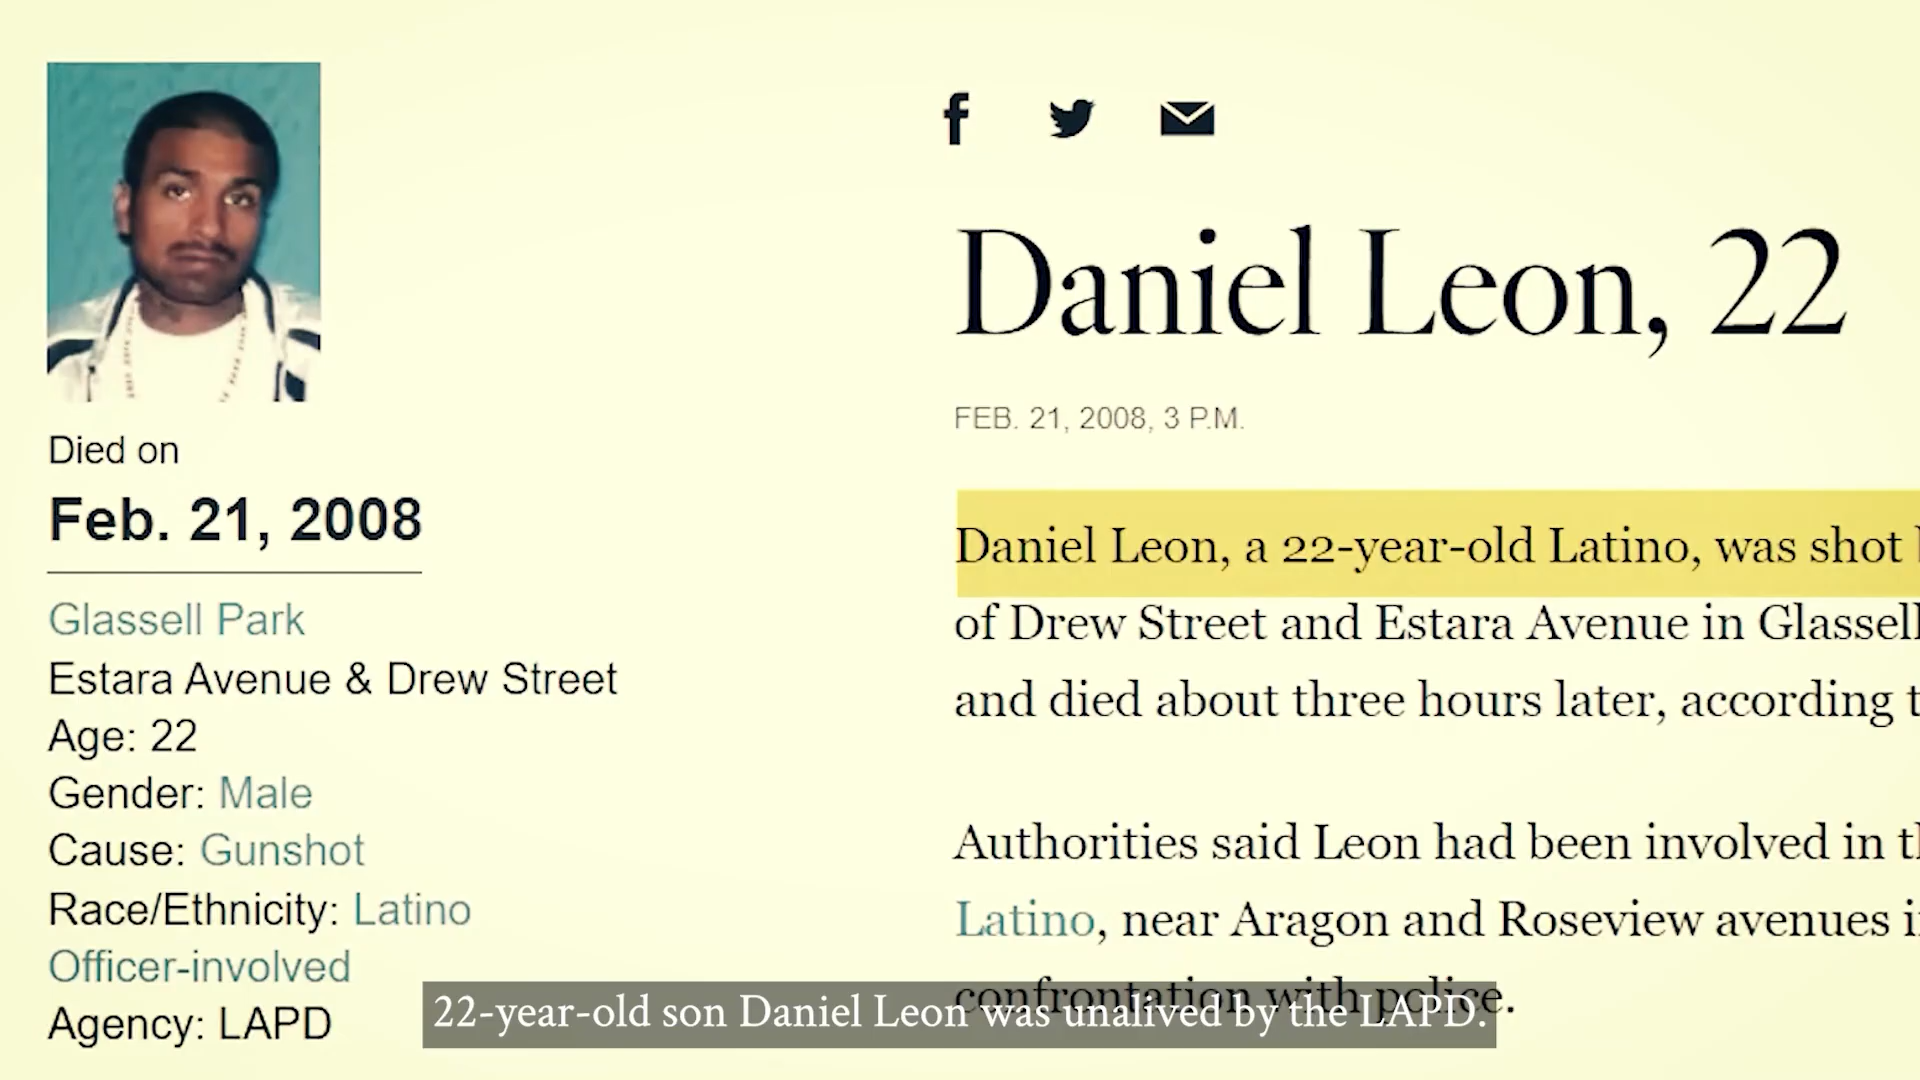 Died on
Feb. 21, 2008
Glassell Park
Estara Avenue & Drew Street
Age: 22
Gender: Male
Cause: Gunshot
Race/Ethnicity: Latino
Officer-involved
Agency: LAPD
Daniel Leon, 22
FEB. 21, 2008, 3 P.M.
Daniel Leon, a 22-year-old Latino, was shot
of Drew Street and Estara Avenue in Glassell
and died about three hours later, according
Authorities said Leon had been involved in
Latino, near Aragon and Roseview avenues
confrontation with police.
22-year-old son Daniel Leon was unalived by the LAPD.